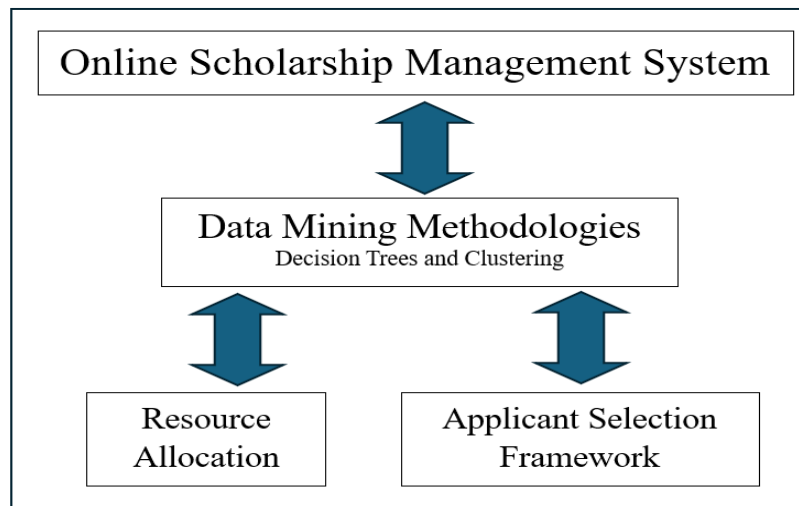 Online Scholarship Management System
Data Mining Methodologies
Decision Trees and Clustering
Resource
Allocation
Applicant Selection
Framework